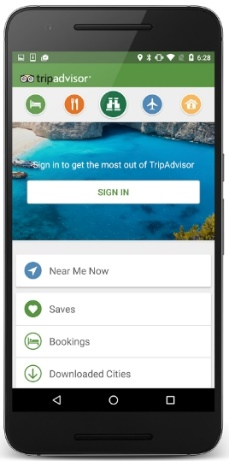 6:28
tripadvisor
Sign in to get the most out of TripAdvisor
SIGN IN
Near Me Now
Saves
Bookings
Downloaded Cities